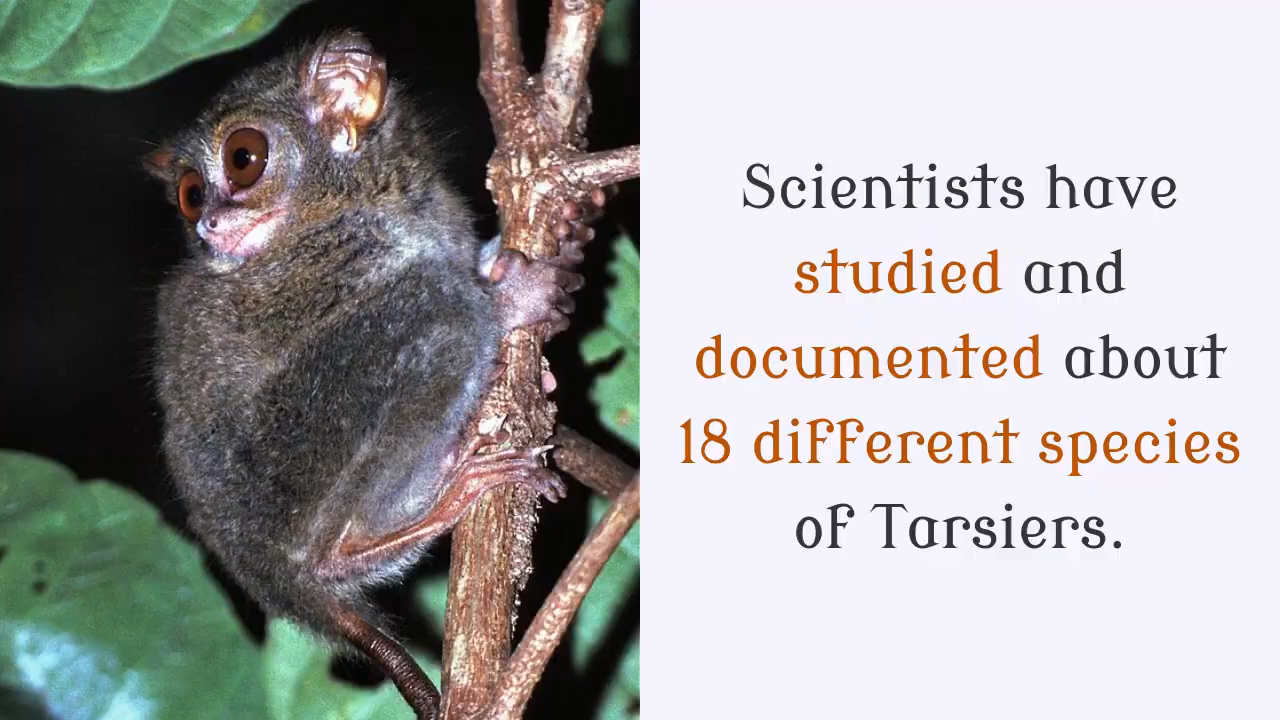 Scientists have
studied and
documented about
18 different species
of Tarsiers.